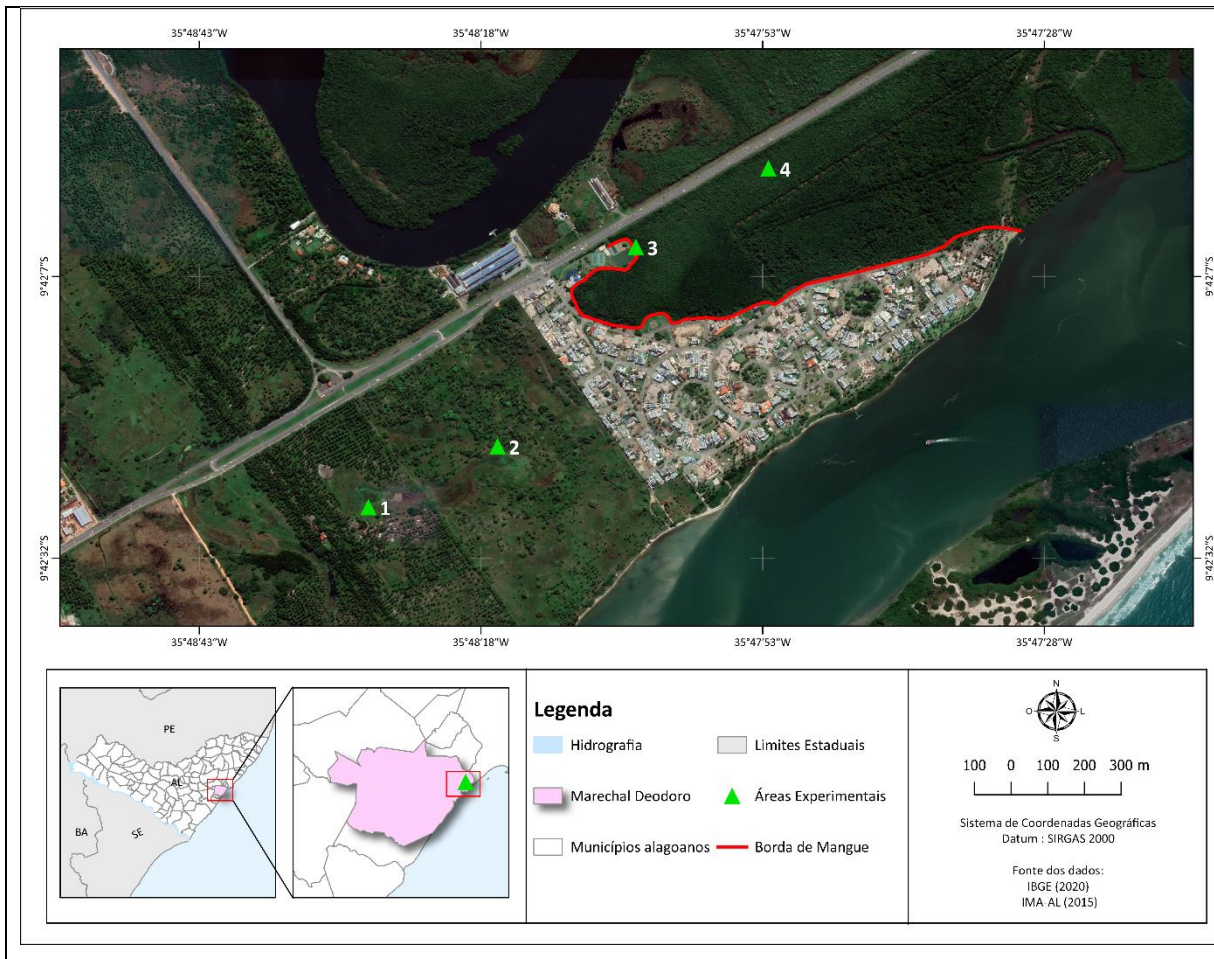 35°48'43"W 35°48'18"W 35°47'53"W 35°47'28"W
4
3
9°42'7"S 9°42'7"S
2
1
9°42'32"S 9°42'32"S
35°48'43"W 35°48'18"W 35°47'53"W 35°47'28"W
PE
AL
BA
SE
Legenda
Hidrografia
Limites Estaduais
Marechal Deodoro
Áreas Experimentais
Municípios alagoanos
Borda de Mangue
N
O L
S
100 0 100 200 300 m
Sistema de Coordenadas Geográficas
Datum : SIRGAS 2000
Fonte dos dados:
IBGE (2020)
IMA-AL (2015)